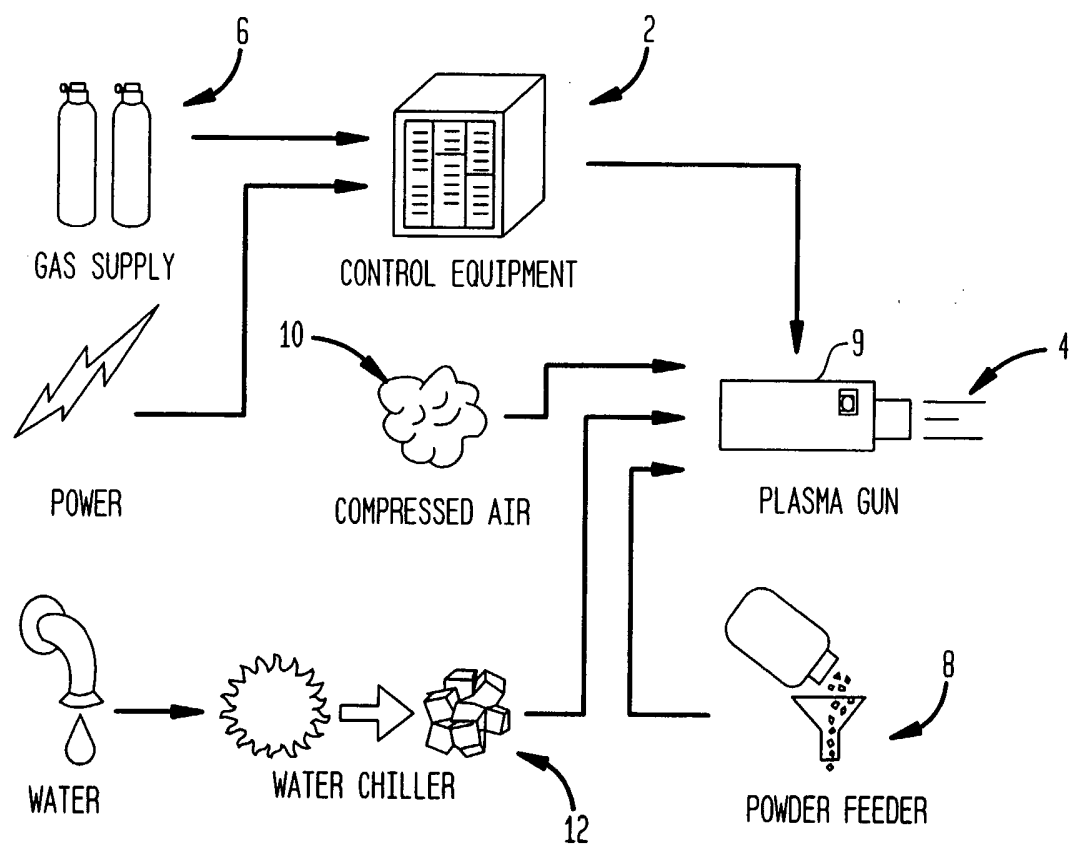 6
2
GAS SUPPLY
CONTROL EQUIPMENT
10
9
4
POWER
COMPRESSED AIR
PLASMA GUN
8
WATER
WATER CHILLER
12
POWDER FEEDER